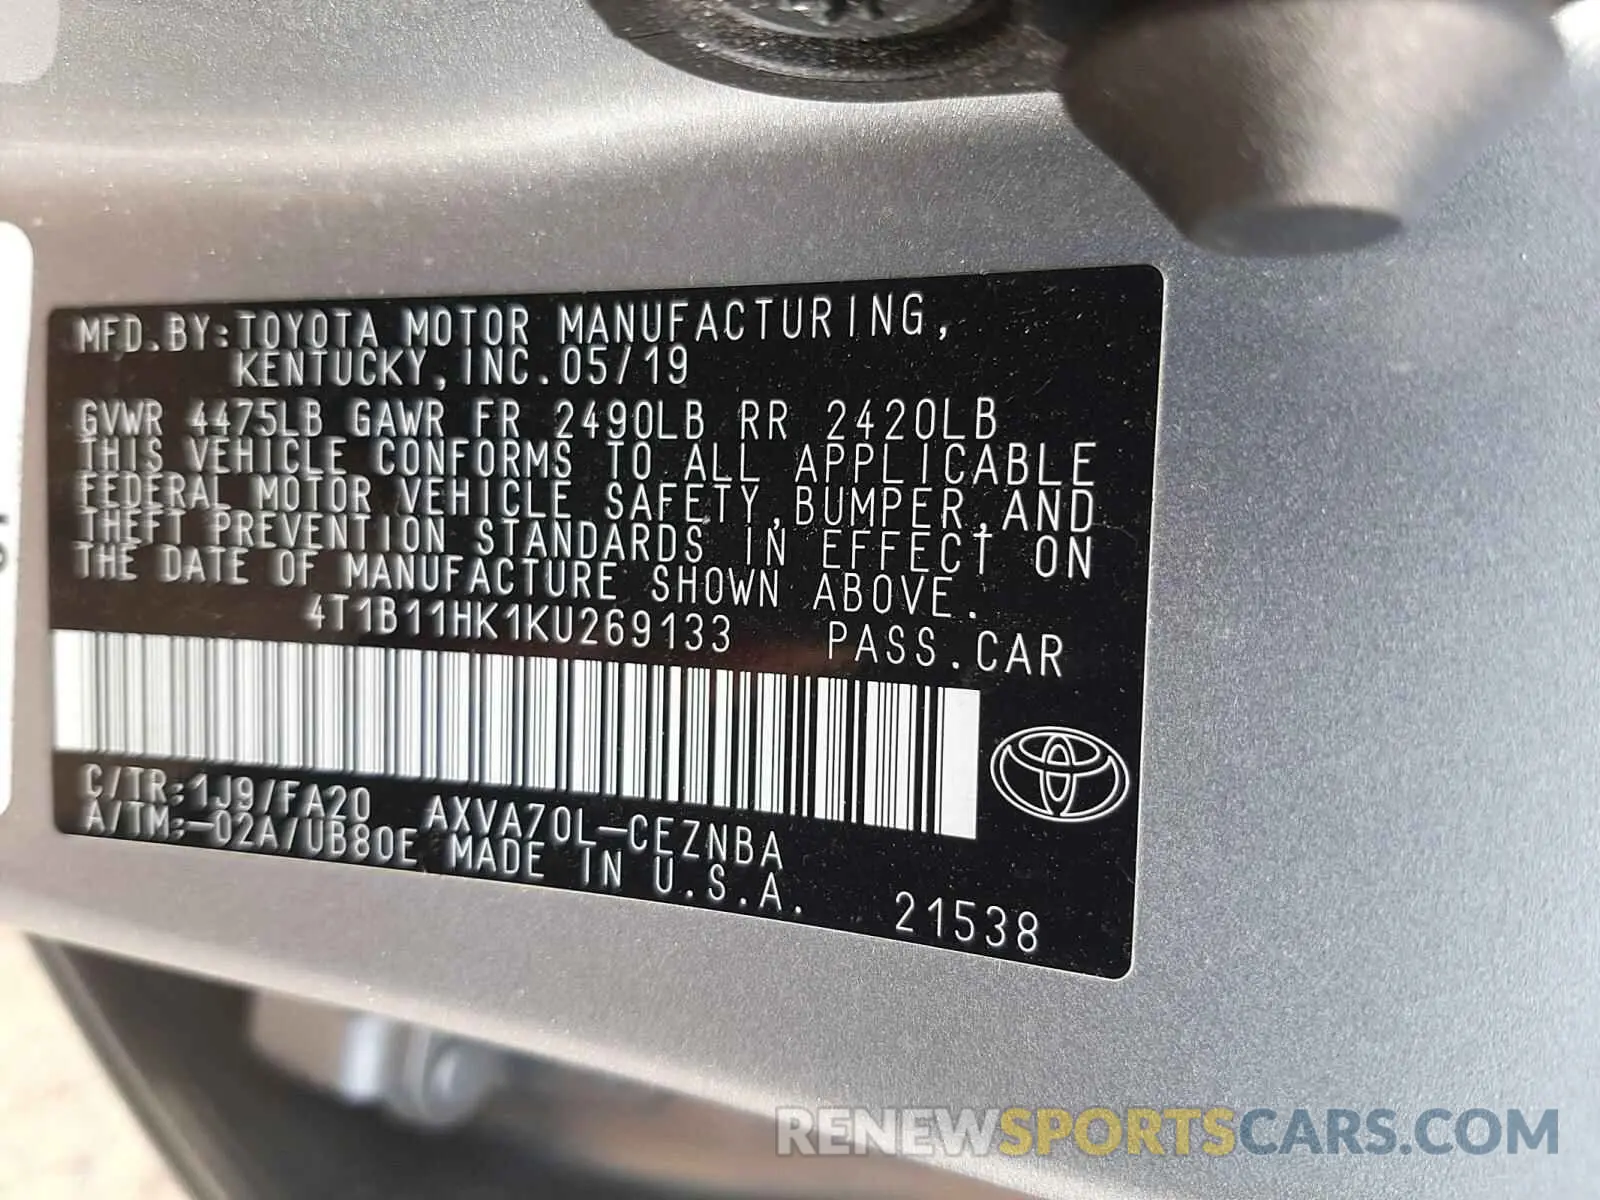 MFD.BY:TOYOTA MOTOR MANUFACTURING,
KENTUCKY,INC.05/19
GVWR 4475LB GAWR FR 2490LB RR 2420LB
THIS VEHICLE CONFORMS TO ALL APPLICABLE
FEDERAL MOTOR VEHICLE SAFETY,BUMPER,AND
THEFT PREVENTION STANDARDS IN EFFECT ON
THE DATE OF MANUFACTURE SHOWN ABOVE.
4T1B11HK1KU269133 PASS.CAR
C/TR:1J9/FA20 AXVA70L-CEZNBA
A/TM:-02A/UB80E MADE IN U.S.A.
21538
RENEWSPORTSCARS.COM